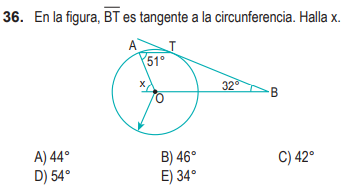 36. En la figura, BT es tangente a la circunferencia. Halla x.
A T
51°
x 32° B
O
A) 44° B) 46° C) 42°
D) 54° E) 34°